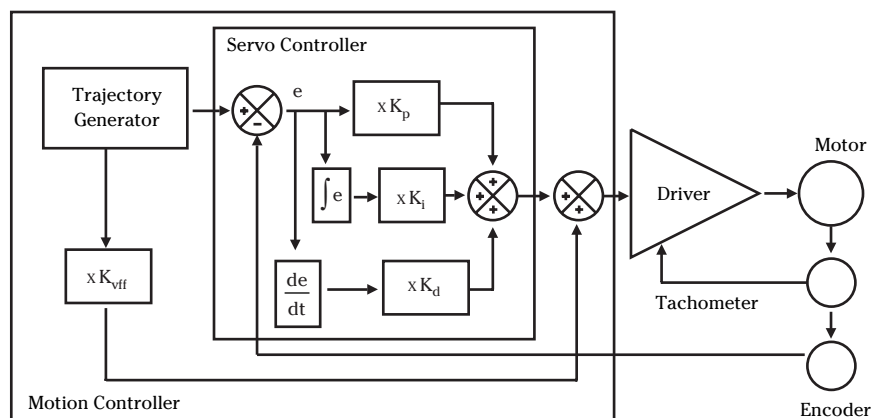 Servo Controller
Trajectory
Generator
+
-
e
x K_p
∫ e
x K_i
+
+
+
+
+
de
dt
x K_d
x K_vff
Driver
Motor
Tachometer
Encoder
Motion Controller